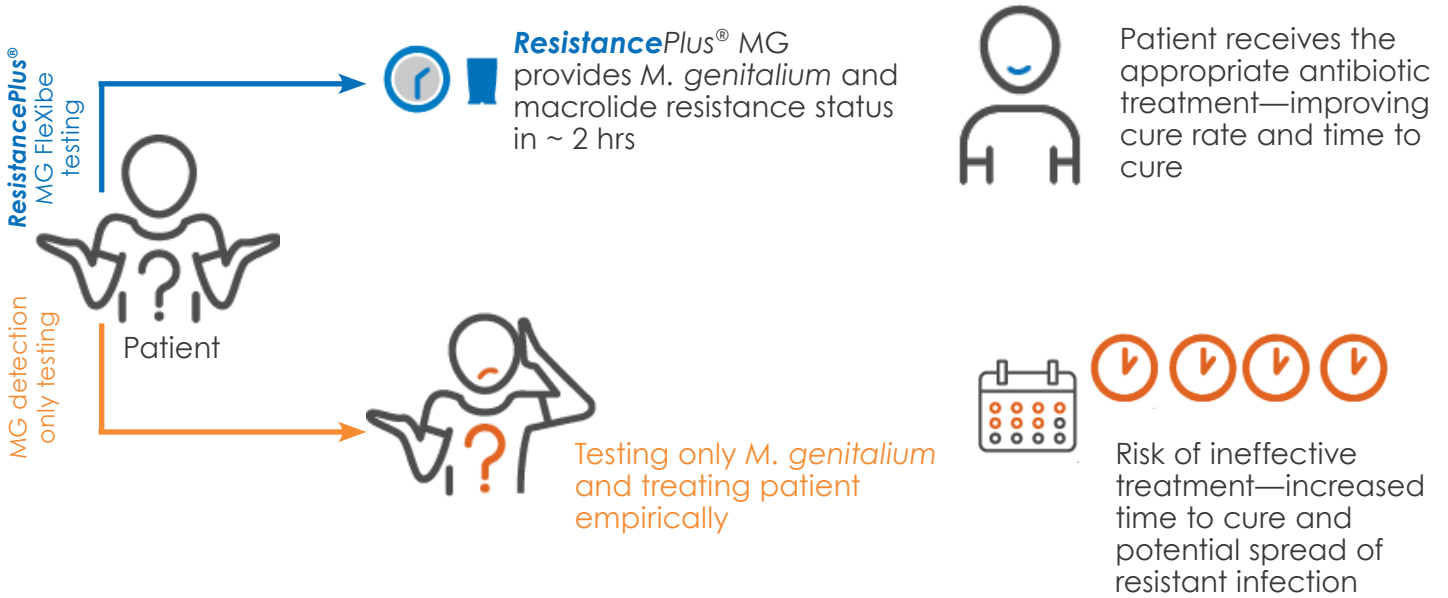 ResistancePlus®
MG FleXibe
testing
ResistancePlus® MG
provides M. genitalium and
macrolide resistance status
in ~ 2 hrs
Patient receives the
appropriate antibiotic
treatment—improving
cure rate and time to
cure
?
Patient
MG detection
only testing
?
Testing only M. genitalium
and treating patient
empirically
Risk of ineffective
treatment—increased
time to cure and
potential spread of
resistant infection